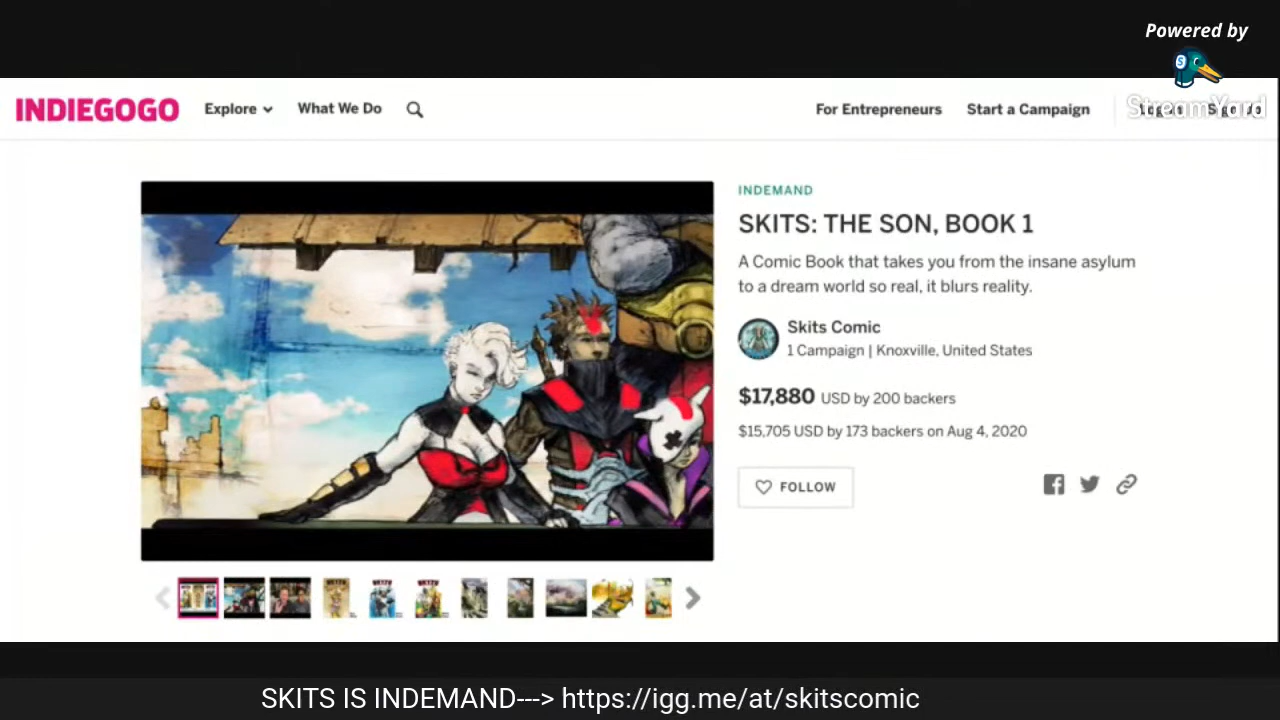 Powered by
StreamYard
INDIEGOGO Explore What We Do For Entrepreneurs Start a Campaign
INDEMAND
SKITS: THE SON, BOOK 1
A Comic Book that takes you from the insane asylum
to a dream world so real, it blurs reality.
Skits Comic
1 Campaign | Knoxville, United States
$17,880 USD by 200 backers
$15,705 USD by 173 backers on Aug 4, 2020
FOLLOW
SKITS IS INDEMAND---> https://igg.me/at/skitscomic